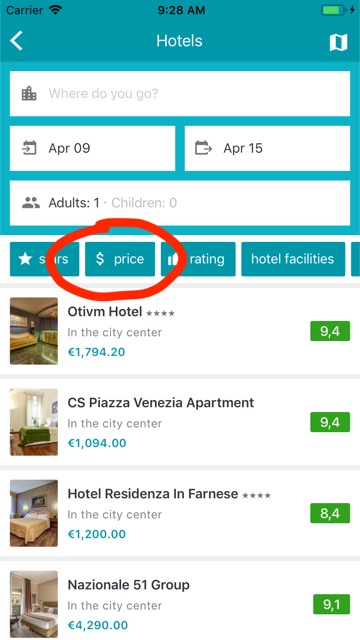 Carrier 9:28 AM
Hotels
Where do you go?
Apr 09 Apr 15
Adults: 1 · Children: 0
stars $ price rating hotel facilities
Otivm Hotel ★★★★
In the city center 9,4
€1,794.20
CS Piazza Venezia Apartment
In the city center 9,4
€1,094.00
Hotel Residenza In Farnese ★★★★
In the city center 8,4
€1,200.00
Nazionale 51 Group
In the city center 9,1
€4,290.00